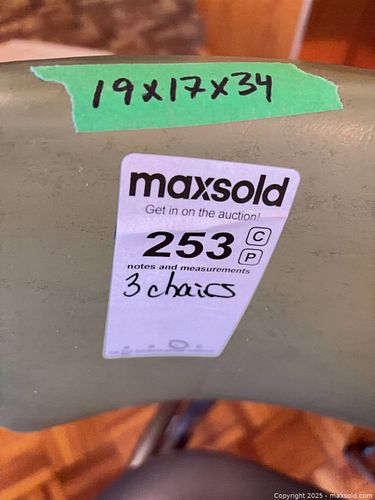 19x17x34
maxsold
Get in on the auction!
253
C
P
notes and measurements
3 chairs
Copyright 2025 - maxsold.com